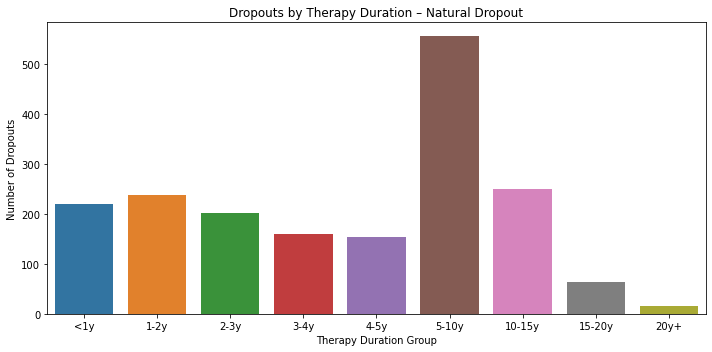 Dropouts by Therapy Duration – Natural Dropout
Number of Dropouts
500
400
300
200
100
0
<1y 1-2y 2-3y 3-4y 4-5y 5-10y 10-15y 15-20y 20y+
Therapy Duration Group